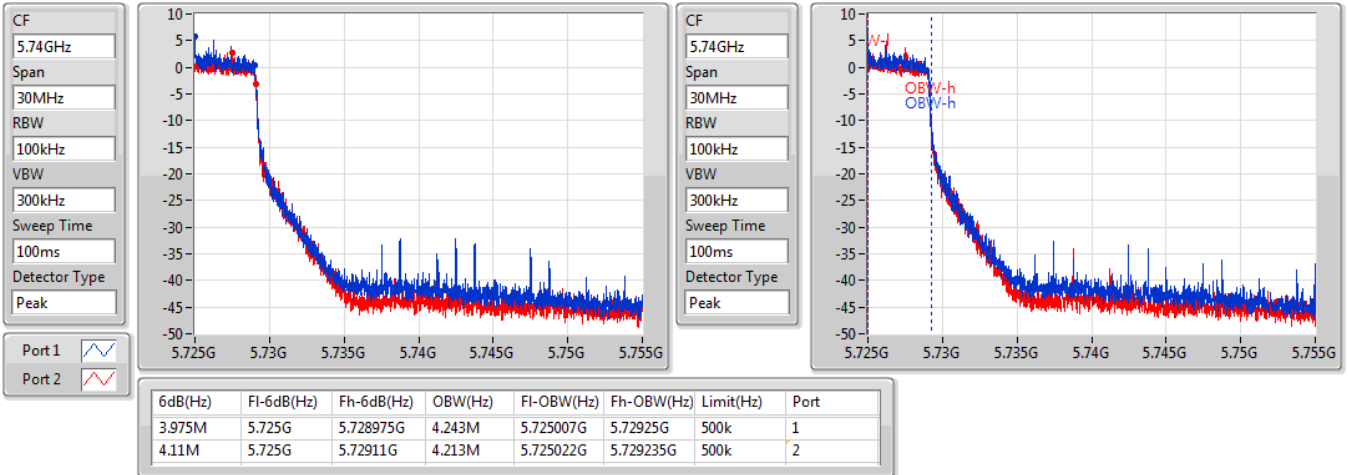 CF
5.74GHz
Span
30MHz
RBW
100kHz
VBW
300kHz
Sweep Time
100ms
Detector Type
Peak
Port 1
Port 2
10
5
0
-5
-10
-15
-20
-25
-30
-35
-40
-45
-50
5.725G 5.73G 5.735G 5.74G 5.745G 5.75G 5.755G
CF
5.74GHz
Span
30MHz
RBW
100kHz
VBW
300kHz
Sweep Time
100ms
Detector Type
Peak
10
5
0
-5
-10
-15
-20
-25
-30
-35
-40
-45
-50
W-l
OBW-h
OBW-h
5.725G 5.73G 5.735G 5.74G 5.745G 5.75G 5.755G
6dB(Hz) Fl-6dB(Hz) Fh-6dB(Hz) OBW(Hz) Fl-OBW(Hz) Fh-OBW(Hz) Limit(Hz) Port
3.975M 5.725G 5.728975G 4.243M 5.725007G 5.72925G 500k 1
4.11M 5.725G 5.72911G 4.213M 5.725022G 5.729235G 500k 2